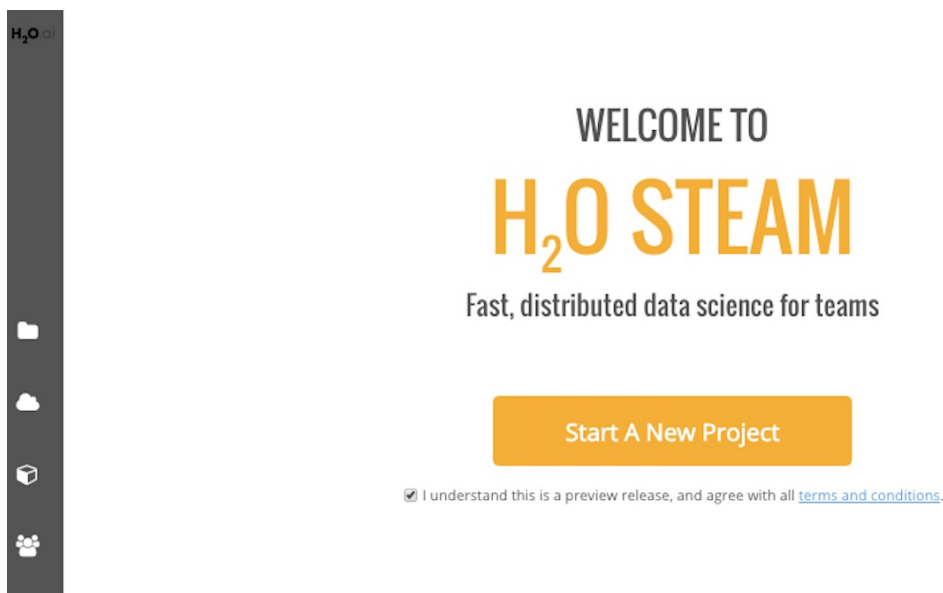 H2O.ai
WELCOME TO
H2O STEAM
Fast, distributed data science for teams
Start A New Project
I understand this is a preview release, and agree with all terms and conditions.